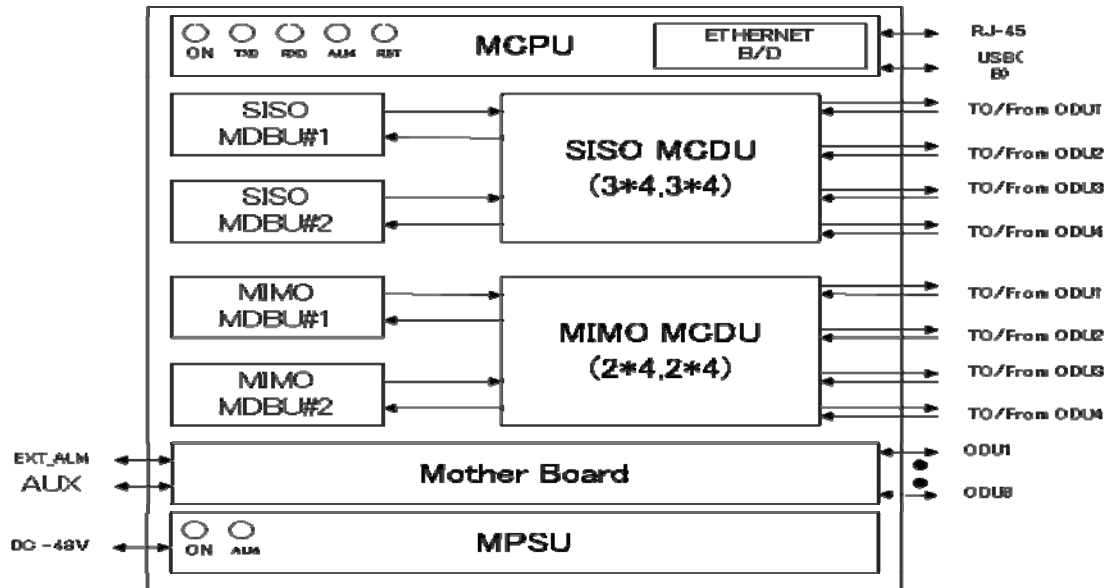 ON TXD RXD ALM RST
MCPU
ETHERNET
B/D
RJ-45
USB(
B)
SISO
MDBU#1
SISO
MDBU#2
SISO MCDU
(3*4,3*4)
TO/From ODU1
TO/From ODU2
TO/From ODU3
TO/From ODU4
MIMO
MDBU#1
MIMO
MDBU#2
MIMO MCDU
(2*4,2*4)
TO/From ODU1
TO/From ODU2
TO/From ODU3
TO/From ODU4
EXT_ALM
AUX
Mother Board
ODU1
ODU8
DC -48V
ON ALM
MPSU